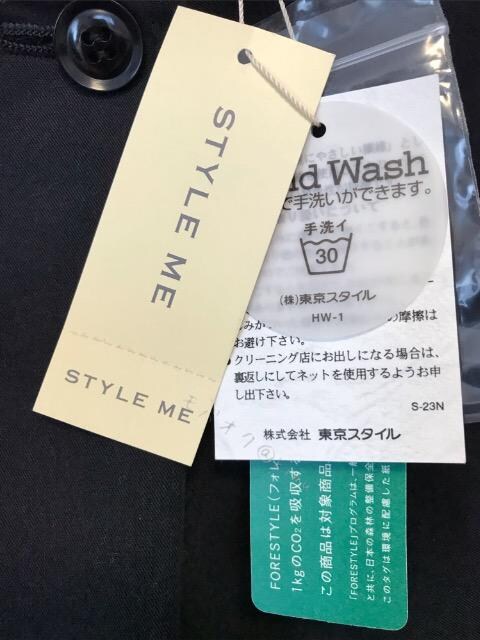 STYLE ME
STYLE ME
nd Wash
で手洗いができます。
手洗イ
30
(株)東京スタイル
HW-1
の摩擦は
お避け下さい。
●クリーニング店にお出しになる場合は、
裏返しにしてネットを使用するようお申
し出下さい。
S-23N
株式会社 東京スタイル
FORESTYLE(フォレ
1kgのCO2を吸収する
この商品は対象商品
「FORESTYLE」プログラムは、一般
と共に、日本の森林の整備保全
このタグは環境に配慮した紙